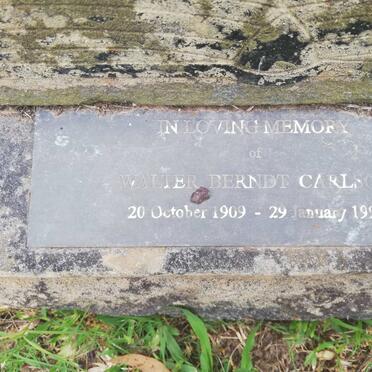 IN LOVING MEMORY
of
WALTER BERNDT
20 October 1909 - 29 January